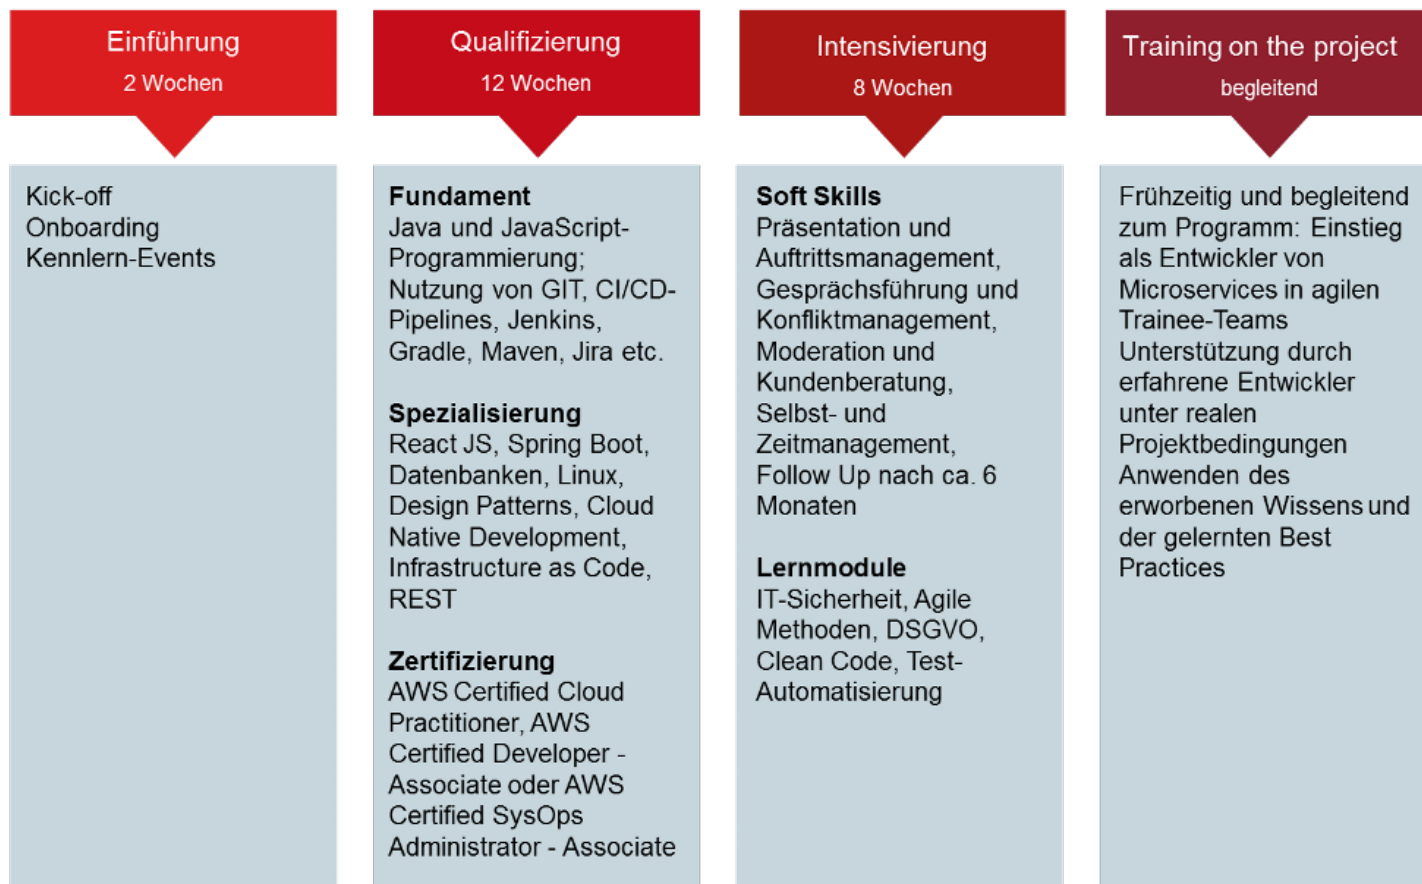 Einführung
2 Wochen
Kick-off
Onboarding
Kennlern-Events
Qualifizierung
12 Wochen
Fundament
Java und JavaScript-
Programmierung;
Nutzung von GIT, CI/CD-
Pipelines, Jenkins,
Gradle, Maven, Jira etc.
Spezialisierung
React JS, Spring Boot,
Datenbanken, Linux,
Design Patterns, Cloud
Native Development,
Infrastructure as Code,
REST
Zertifizierung
AWS Certified Cloud
Practitioner, AWS
Certified Developer -
Associate oder AWS
Certified SysOps
Administrator - Associate
Intensivierung
8 Wochen
Soft Skills
Präsentation und
Auftrittsmanagement,
Gesprächsführung und
Konfliktmanagement,
Moderation und
Kundenberatung,
Selbst- und
Zeitmanagement,
Follow Up nach ca. 6
Monaten
Lernmodule
IT-Sicherheit, Agile
Methoden, DSGVO,
Clean Code, Test-
Automatisierung
Training on the project
begleitend
Frühzeitig und begleitend
zum Programm: Einstieg
als Entwickler von
Microservices in agilen
Trainee-Teams
Unterstützung durch
erfahrene Entwickler
unter realen
Projektbedingungen
Anwenden des
erworbenen Wissens und
der gelernten Best
Practices